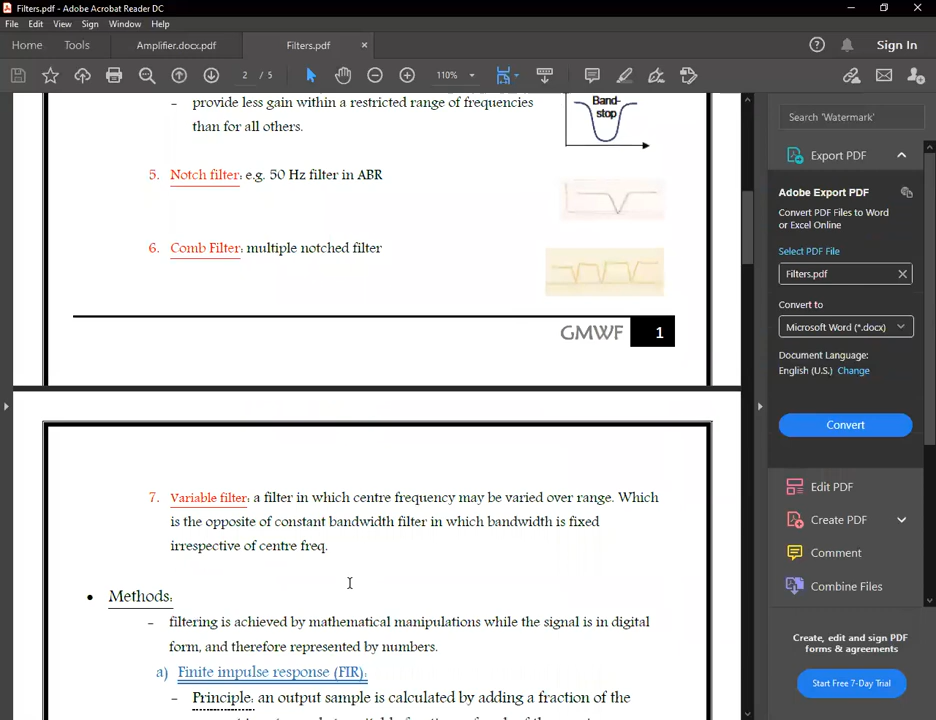 Filters.pdf - Adobe Acrobat Reader DC
File Edit View Sign Window Help
Home Tools Amplifier.docx.pdf Filters.pdf × Sign In
2 / 5 110%
Search 'Watermark'
Export PDF
Adobe Export PDF
Convert PDF Files to Word
or Excel Online
Select PDF File
Filters.pdf
Convert to
Microsoft Word (*.docx)
Document Language:
English (U.S.) Change
Convert
Edit PDF
Create PDF
Comment
Combine Files
Create, edit and sign PDF
forms & agreements
Start Free 7-Day Trial
- provide less gain within a restricted range of frequencies
than for all others.
Band-
stop
5. Notch filter: e.g. 50 Hz filter in ABR
6. Comb Filter: multiple notched filter
GMWF 1
7. Variable filter: a filter in which centre frequency may be varied over range. Which
is the opposite of constant bandwidth filter in which bandwidth is fixed
irrespective of centre freq.
• Methods:
- filtering is achieved by mathematical manipulations while the signal is in digital
form, and therefore represented by numbers.
a) Finite impulse response (FIR):
- Principle: an output sample is calculated by adding a fraction of the